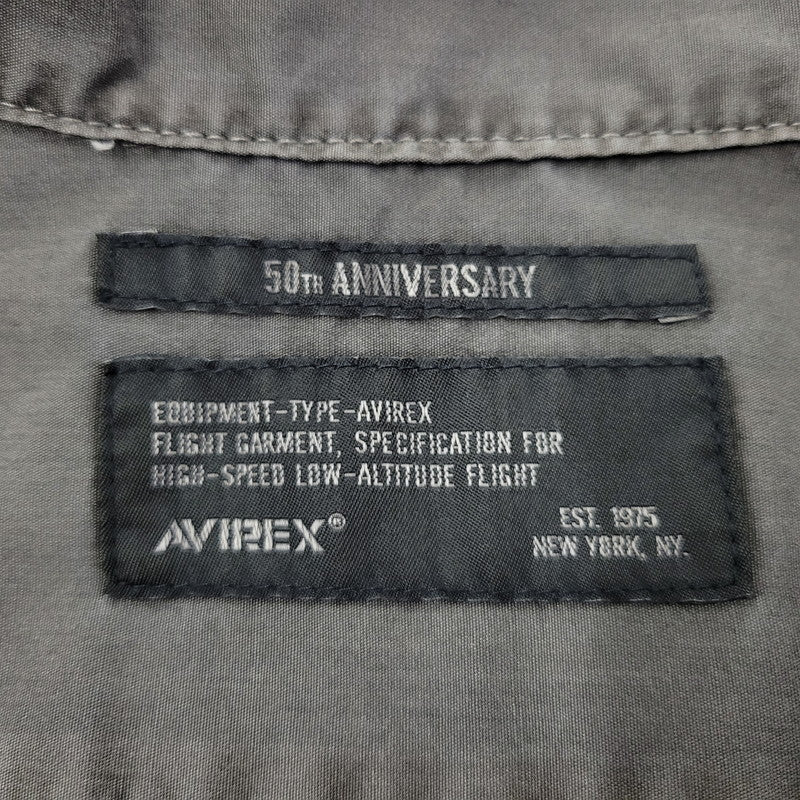 50TH ANNIVERSARY
EQUIPMENT-TYPE-AVIREX
FLIGHT GARMENT, SPECIFICATION FOR
HIGH-SPEED LOW-ALTITUDE FLIGHT
AVIREX®
EST. 1975
NEW YORK, NY.